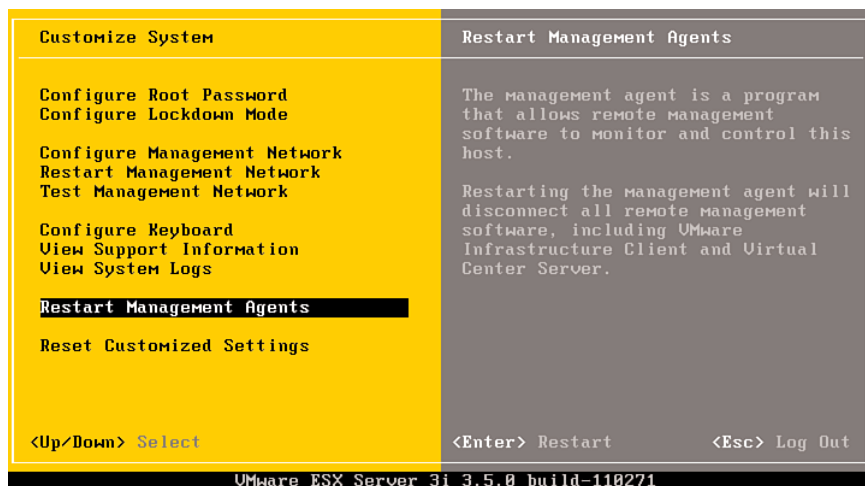 Customize System
Configure Root Password
Configure Lockdown Mode
Configure Management Network
Restart Management Network
Test Management Network
Configure Keyboard
View Support Information
View System Logs
Restart Management Agents
Reset Customized Settings
<Up/Down> Select
Restart Management Agents
The management agent is a program
that allows remote management
software to monitor and control this
host.
Restarting the management agent will
disconnect all remote management
software, including VMware
Infrastructure Client and Virtual
Center Server.
<Enter> Restart <Esc> Log Out
VMware ESX Server 3i 3.5.0 build-110271